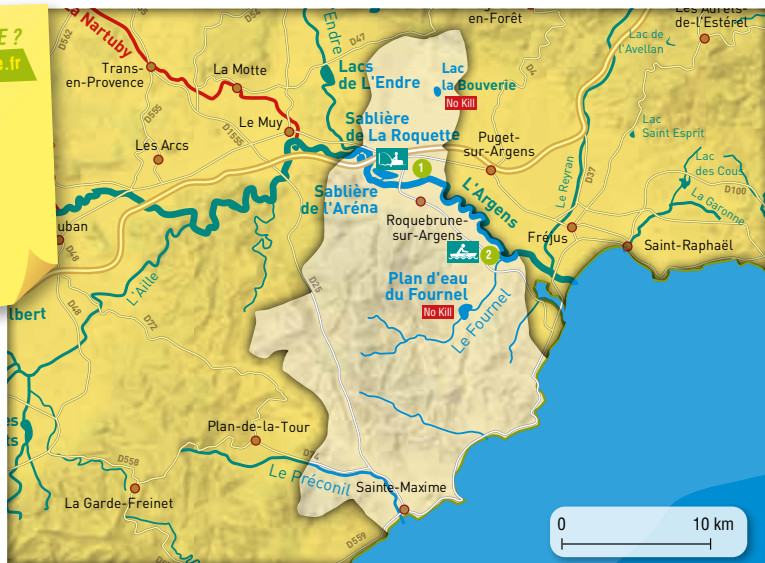 E ?
e.fr
La Nartuby
D562
D54
D47
L'Endre
en-Forêt
Les Adrets-
de-l'Estérel
Lac de
l'Avellan
Trans-
en-Provence
La Motte
Lacs
de L'Endre
Lac
la Bouverie
No Kill
D4
D555
D1555
Le Muy
Sablière
de La Roquette
Puget-
sur-Argens
Lac
Saint Esprit
Les Arcs
1
Lac
des Cous
Le Reyran
D37
D100
La Garonne
Sablière
de l'Aréna
L'Argens
Roquebrune-
sur-Argens
Fréjus
Saint-Raphaël
uban
D48
2
L'Aille
D25
Plan d'eau
du Fournel
No Kill
Le Fournel
lbert
D48
D72
es
ts
Plan-de-la-Tour
D558
D74
Le Préconil
Sainte-Maxime
La Garde-Freinet
D559
0
10 km